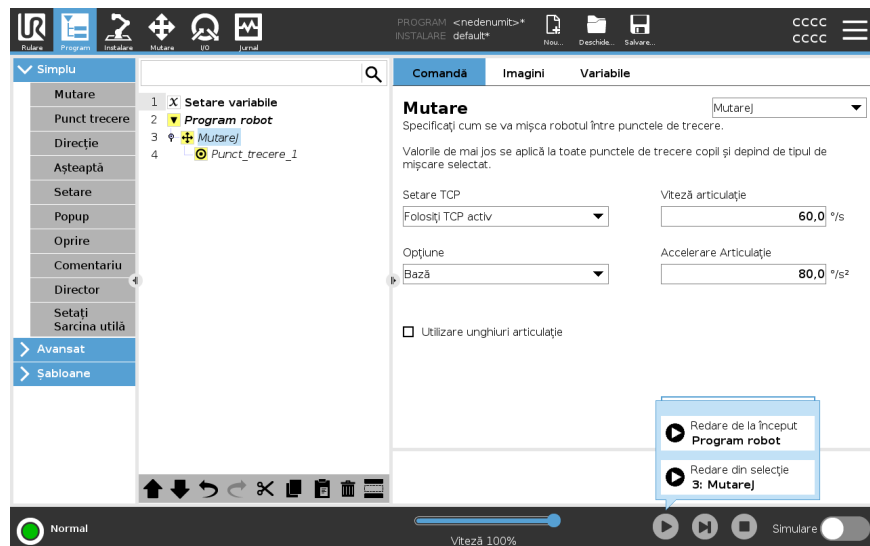 UR
Rulare
Program
Instalare
Mutare
I/O
Jurnal
PROGRAM <nedenumit>*
INSTALARE default*
Nou...
Deschide...
Salvare...
CCCC
CCCC
Simplu
Mutare
Punct trecere
Direcție
Așteaptă
Setare
Popup
Oprire
Comentariu
Director
Setați
Sarcina utilă
Avansat
Șabloane
1 X Setare variabile
2 Program robot
3 MutareJ
4 Punct_trecere_1
Comandă
Imagini
Variabile
Mutare
MutareJ
Specificați cum se va mișca robotul între punctele de trecere.
Valorile de mai jos se aplică la toate punctele de trecere copil și depind de tipul de
mișcare selectat.
Setare TCP
Viteză articulație
Folosiți TCP activ
60,0 °/s
Opțiune
Accelerare Articulație
Bază
80,0 °/s²
Utilizare unghiuri articulație
Redare de la început
Program robot
Redare din selecție
3: MutareJ
Normal
Viteză 100%
Simulare